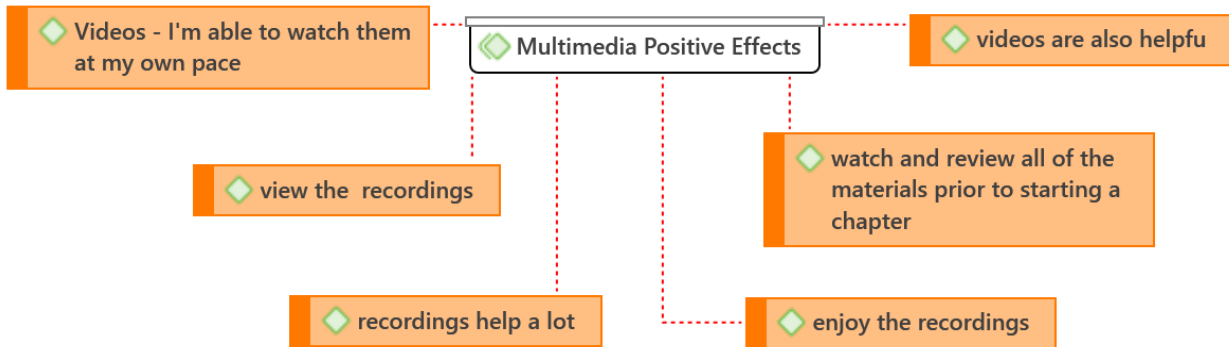 Videos - I'm able to watch them
at my own pace
Multimedia Positive Effects
videos are also helpfu
view the  recordings
watch and review all of the
materials prior to starting a
chapter
recordings help a lot
enjoy the recordings